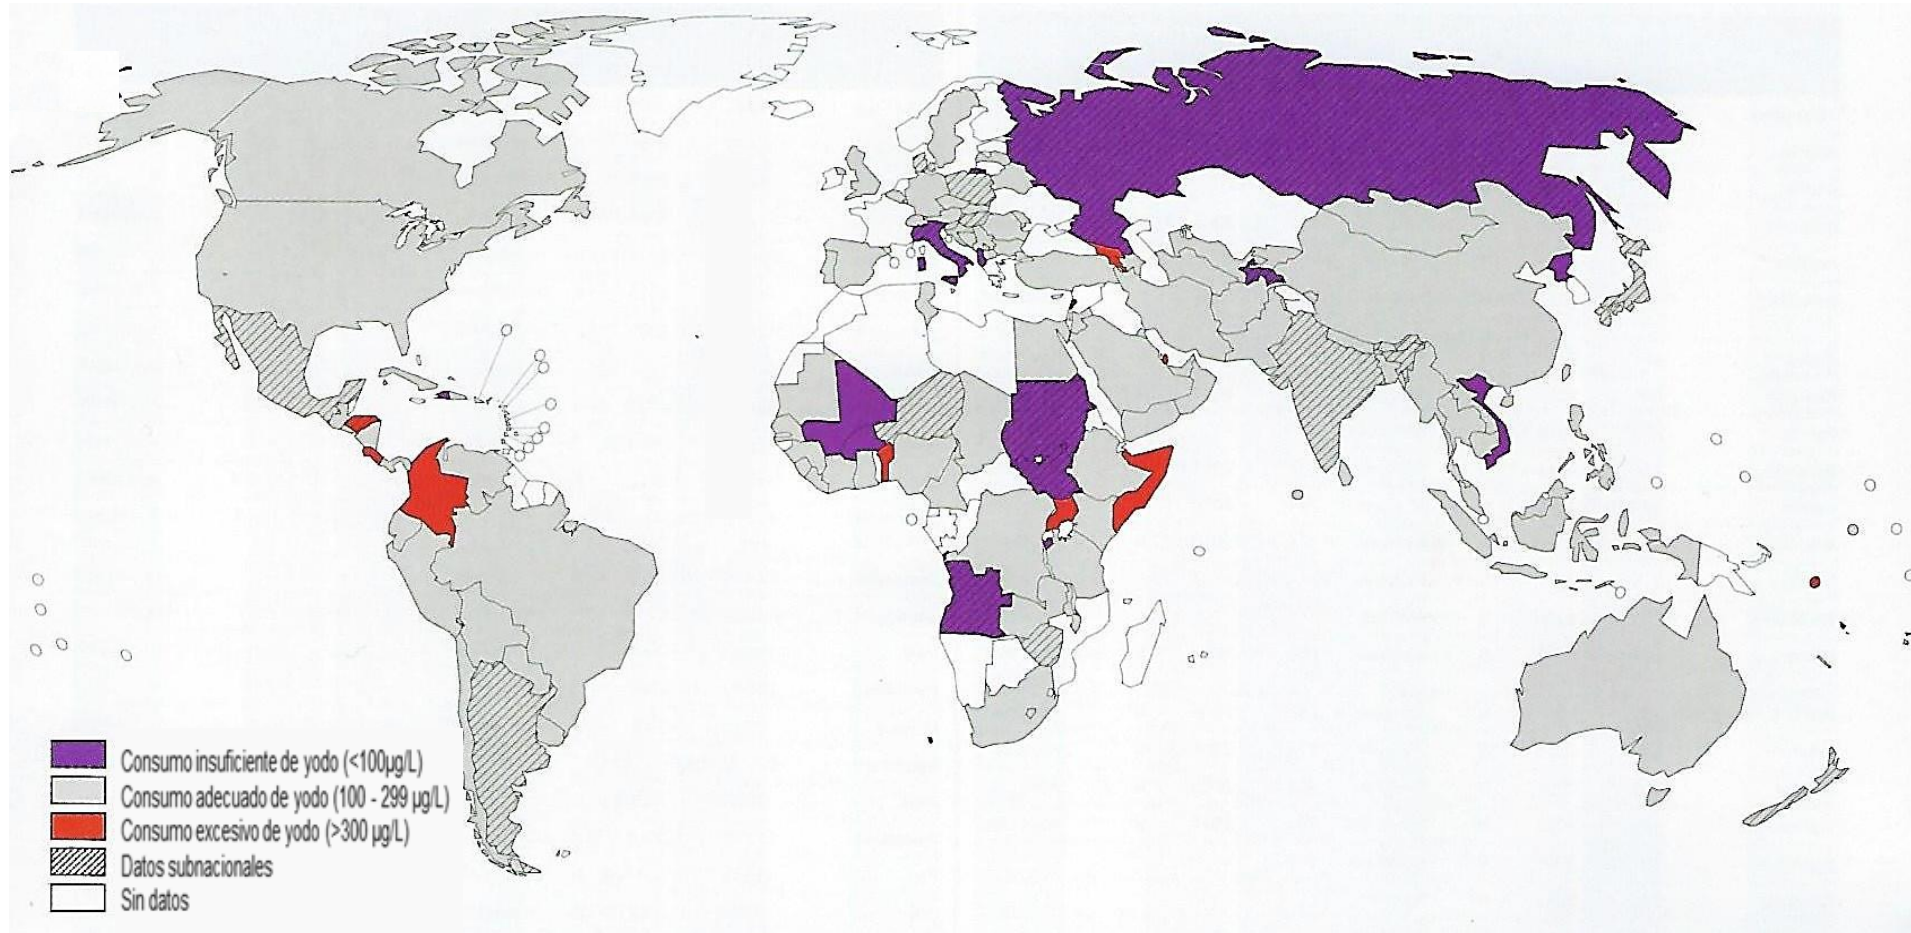 Consumo insuficiente de yodo (<100µg/L)
Consumo adecuado de yodo (100 - 299 µg/L)
Consumo excesivo de yodo (>300 µg/L)
Datos subnacionales
Sin datos